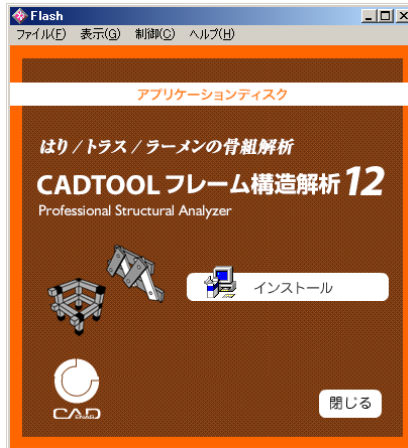 Flash
ファイル(F) 表示(G) 制御(C) ヘルプ(H)
アプリケーションディスク
はり/トラス/ラーメンの骨組解析
CADTOOL フレーム構造解析 12
Professional Structural Analyzer
インストール
CAD
閉じる